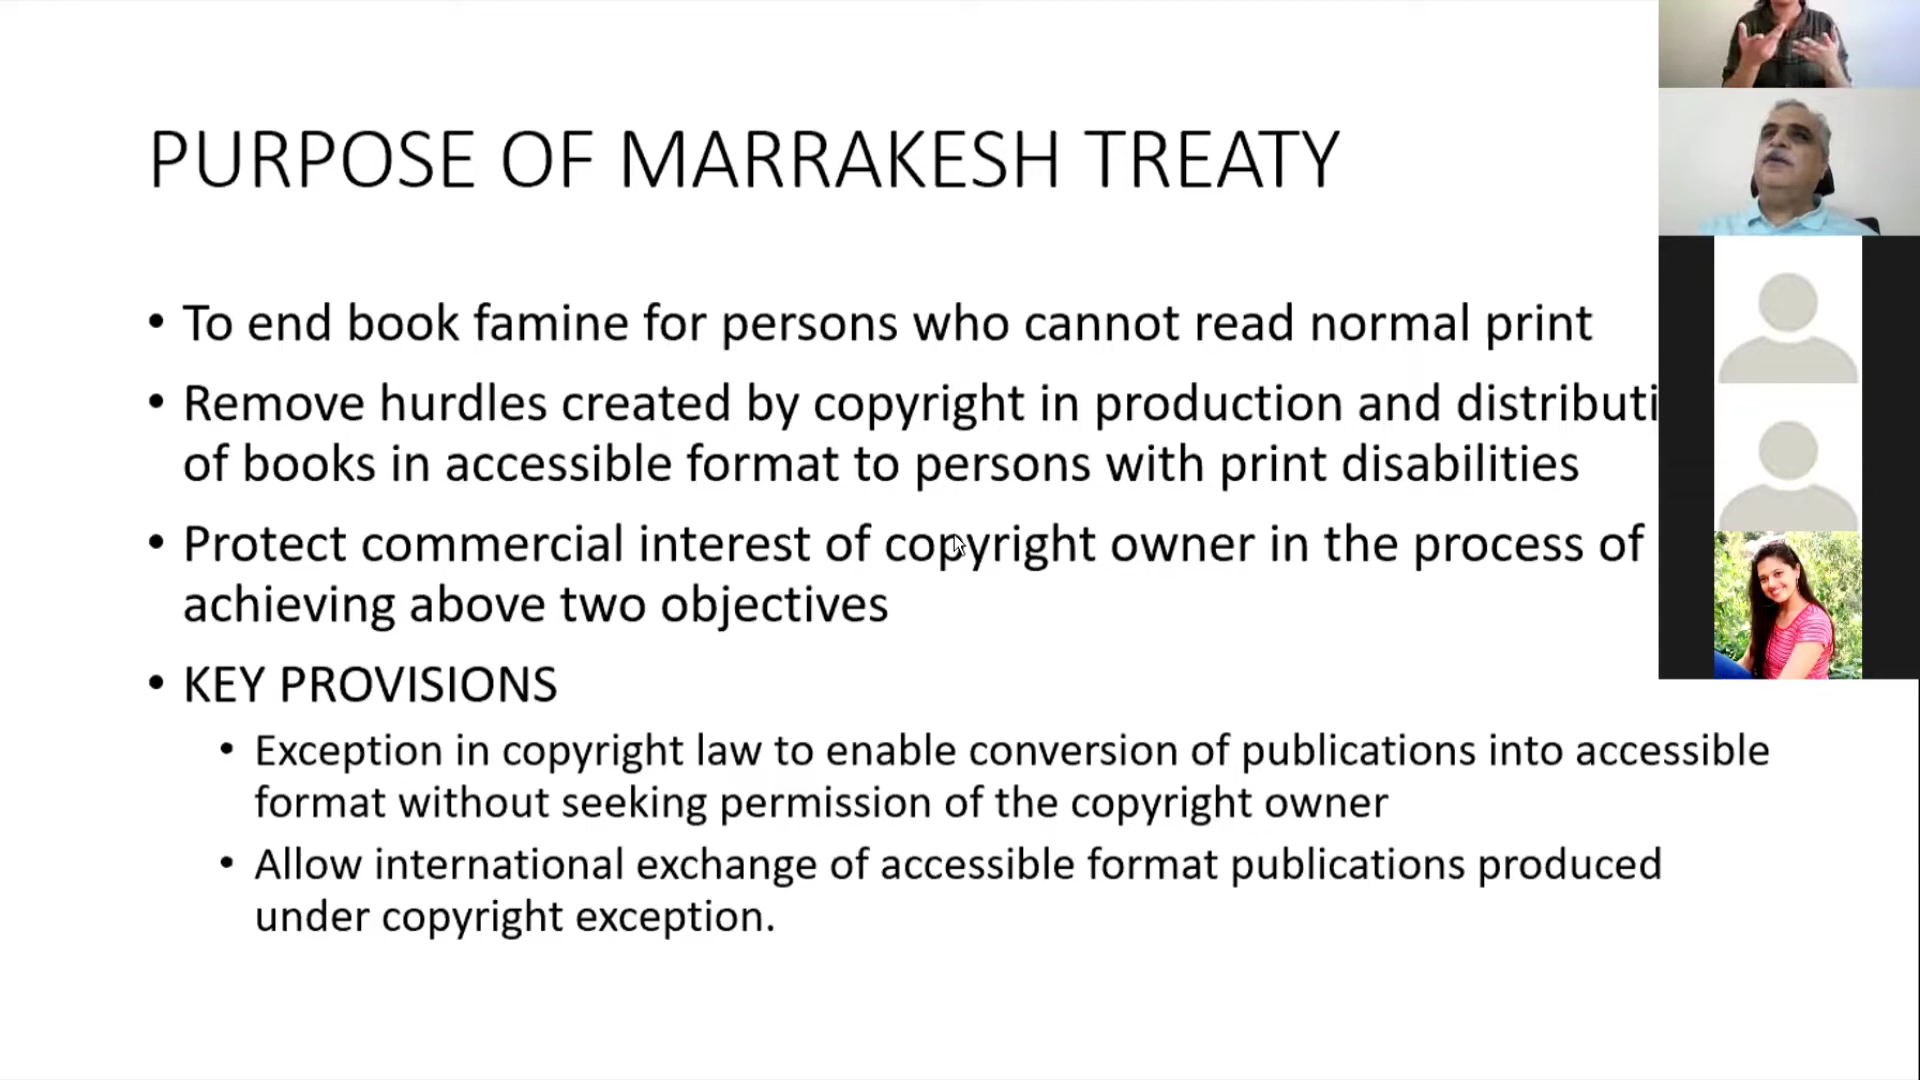 PURPOSE OF MARRAKESH TREATY
• To end book famine for persons who cannot read normal print
• Remove hurdles created by copyright in production and distributi
of books in accessible format to persons with print disabilities
• Protect commercial interest of copyright owner in the process of
achieving above two objectives
• KEY PROVISIONS
• Exception in copyright law to enable conversion of publications into accessible
format without seeking permission of the copyright owner
• Allow international exchange of accessible format publications produced
under copyright exception.